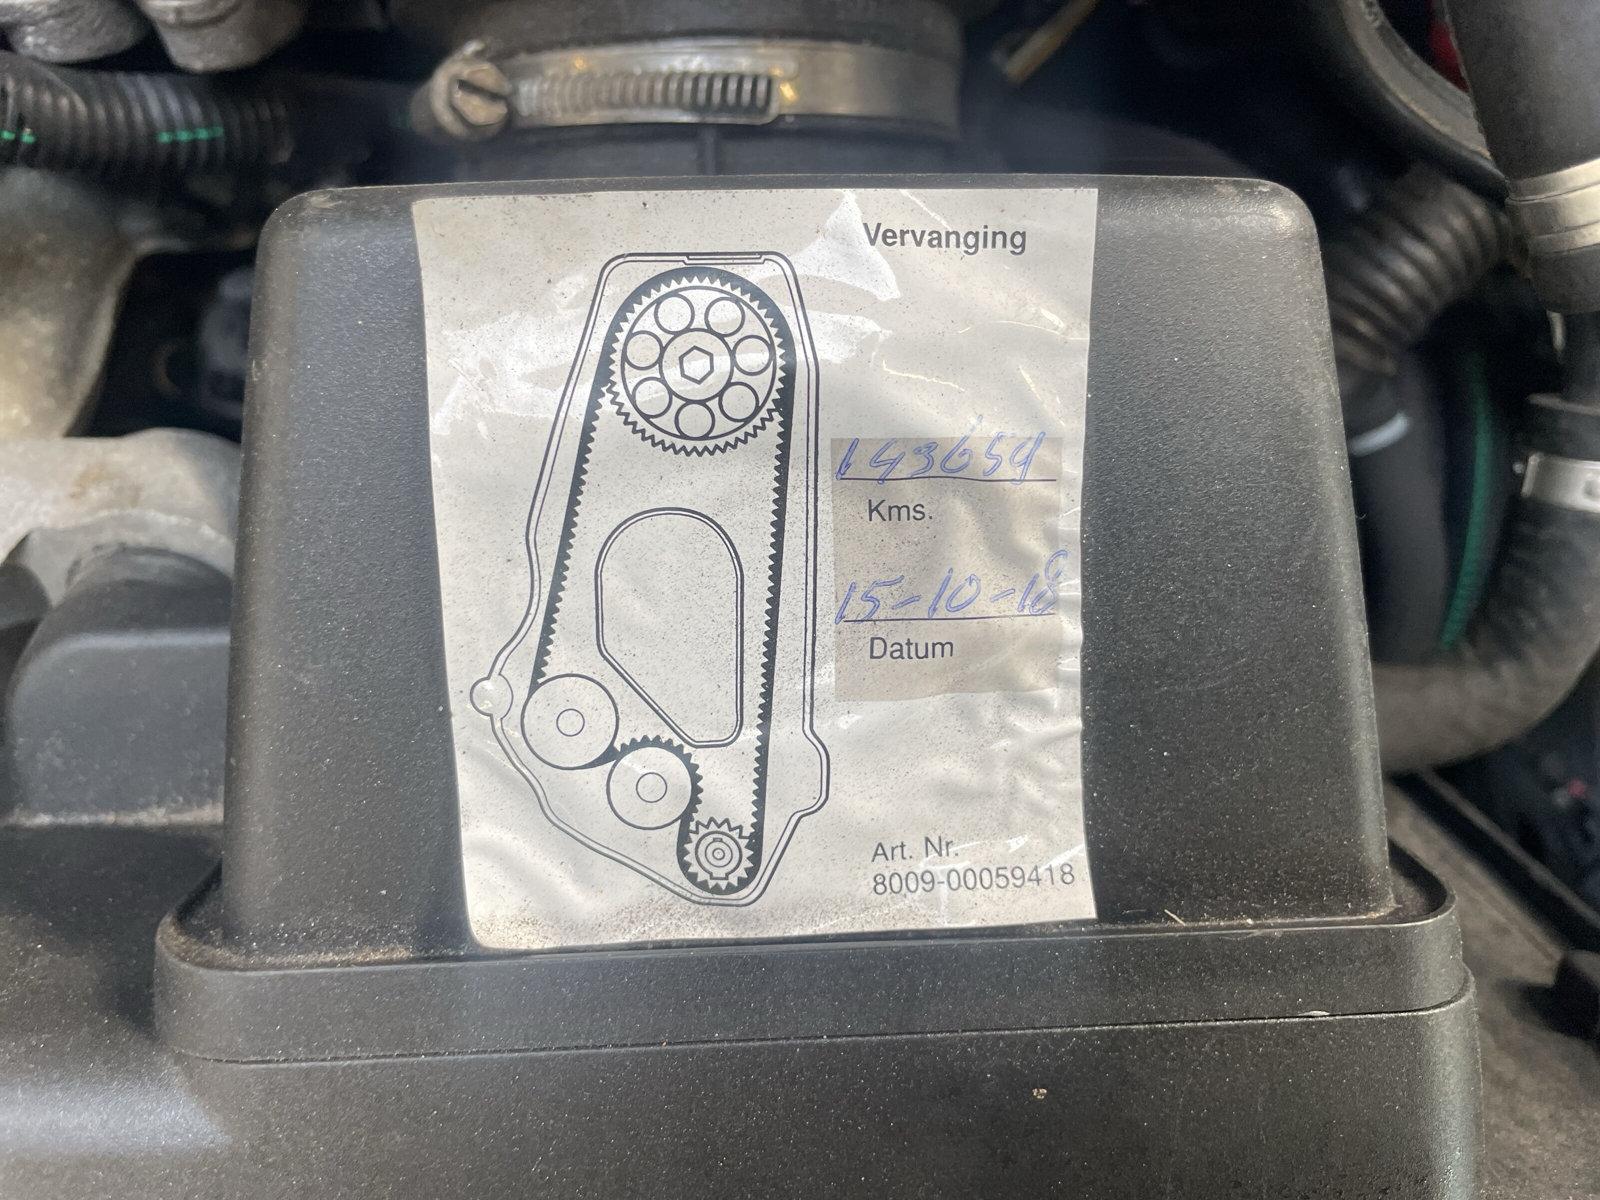 Vervanging
143659
Kms.
15-10-18
Datum
Art. Nr.
8009-00059418